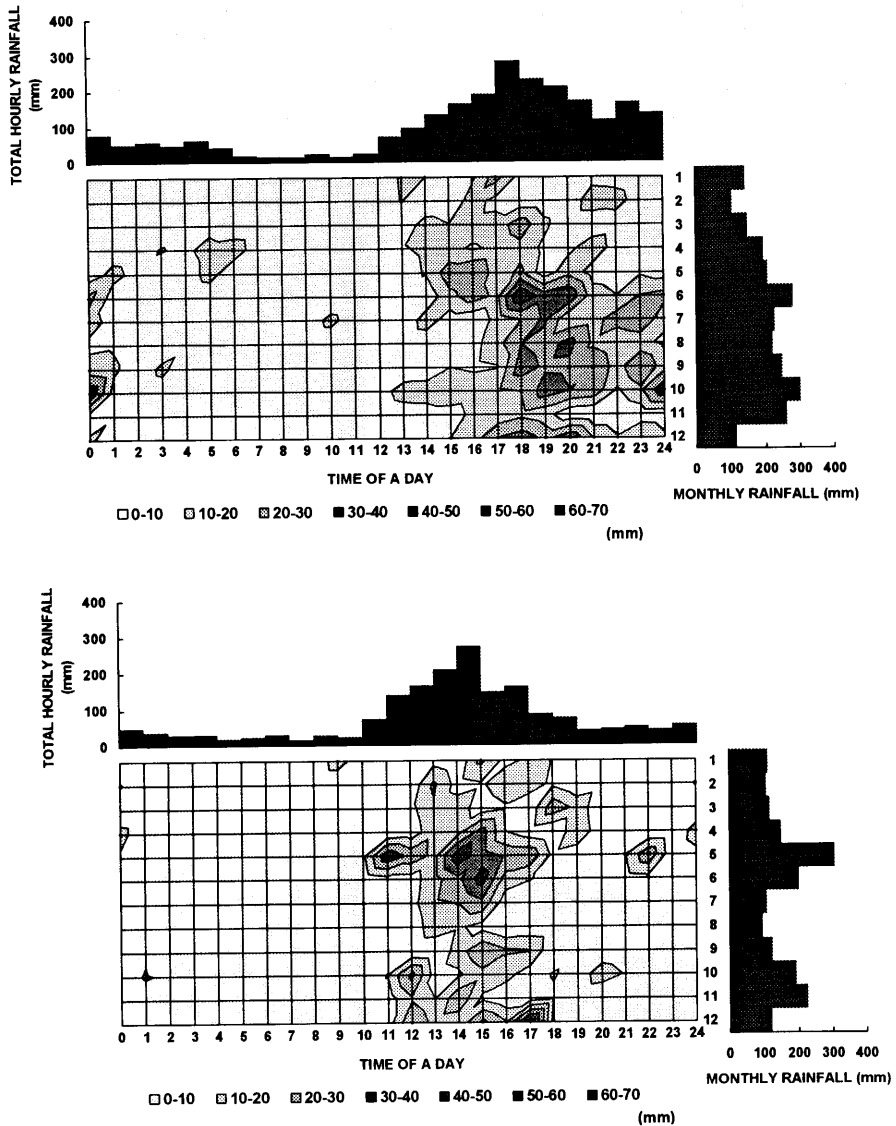 TOTAL HOURLY RAINFALL
(mm)
400
300
200
100
0
1
2
3
4
5
6
7
8
9
10
11
12
0 1 2 3 4 5 6 7 8 9 10 11 12 13 14 15 16 17 18 19 20 21 22 23 24
TIME OF A DAY
0 100 200 300 400
MONTHLY RAINFALL (mm)
0-10 10-20 20-30 30-40 40-50 50-60 60-70
(mm)
TOTAL HOURLY RAINFALL
(mm)
400
300
200
100
0
1
2
3
4
5
6
7
8
9
10
11
12
0 1 2 3 4 5 6 7 8 9 10 11 12 13 14 15 16 17 18 19 20 21 22 23 24
TIME OF A DAY
0 100 200 300 400
MONTHLY RAINFALL (mm)
0-10 10-20 20-30 30-40 40-50 50-60 60-70
(mm)